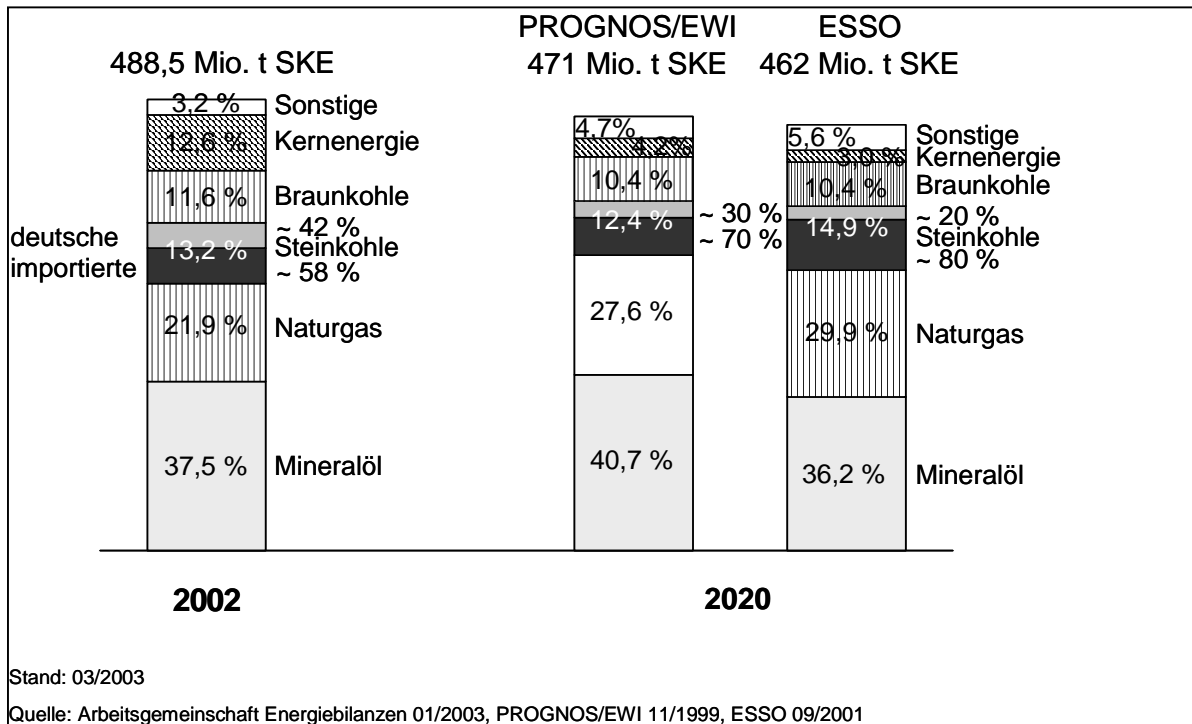 PROGNOS/EWI
ESSO
488,5 Mio. t SKE
471 Mio. t SKE
462 Mio. t SKE
3,2 %
Sonstige
12,6 %
Kernenergie
11,6 %
Braunkohle
~ 42 %
deutsche
importierte
13,2 %
Steinkohle
~ 58 %
21,9 %
Naturgas
37,5 %
Mineralöl
4,7%
4,2%
10,4 %
12,4 %
~ 30 %
~ 70 %
27,6 %
40,7 %
5,6 %
Sonstige
3,0 %
Kernenergie
10,4 %
Braunkohle
~ 20 %
14,9 %
Steinkohle
~ 80 %
29,9 %
Naturgas
36,2 %
Mineralöl
2002
2020
Stand: 03/2003
Quelle: Arbeitsgemeinschaft Energiebilanzen 01/2003, PROGNOS/EWI 11/1999, ESSO 09/2001